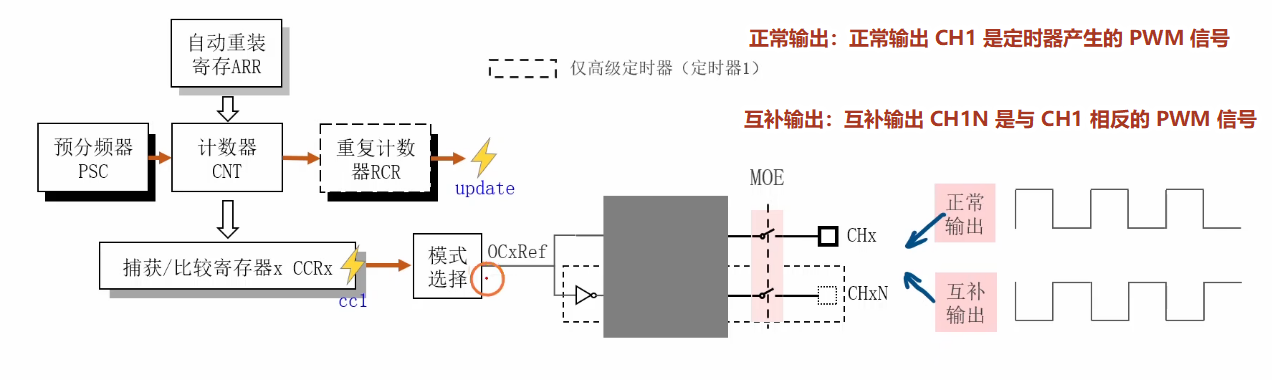 自动重装
寄存ARR
正常输出：正常输出 CH1 是定时器产生的 PWM 信号
仅高级定时器（定时器1）
互补输出：互补输出 CH1N 是与 CH1 相反的 PWM 信号
预分频器
PSC
计数器
CNT
重复计数
器RCR
update
MOE
正常
输出
CHx
模式
选择
OCxRef
捕获/比较寄存器x CCRx
cc1
CHxN
互补
输出